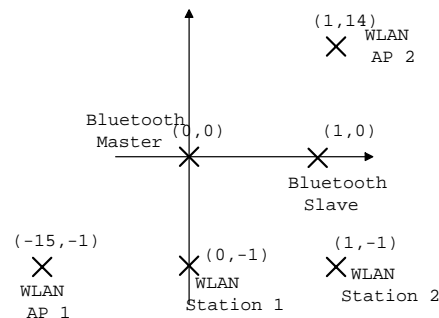 (1,14)
WLAN
AP 2
Bluetooth
Master
(0,0)
(1,0)
Bluetooth
Slave
(-15,-1)
WLAN
AP 1
(0,-1)
WLAN
Station 1
(1,-1)
WLAN
Station 2